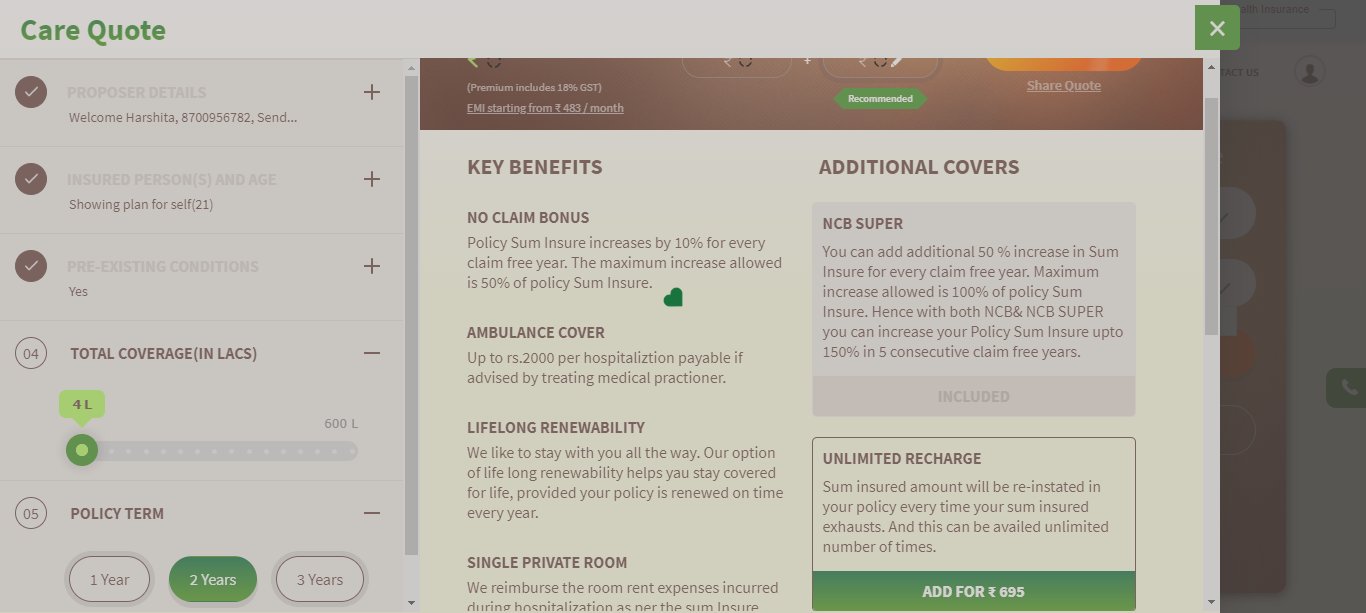 Care Quote
PROPOSER DETAILS
Welcome Harshita, 8700956782, Send...
INSURED PERSON(S) AND AGE
Showing plan for self(21)
PRE-EXISTING CONDITIONS
Yes
04 TOTAL COVERAGE(IN LACS)
4 L
600 L
05 POLICY TERM
1 Year
2 Years
3 Years
₹
₹
+
₹
(Premium includes 18% GST)
EMI starting from ₹ 483 / month
Recommended
Share Quote
KEY BENEFITS
NO CLAIM BONUS
Policy Sum Insure increases by 10% for every
claim free year. The maximum increase allowed
is 50% of policy Sum Insure.
AMBULANCE COVER
Up to rs.2000 per hospitaliztion payable if
advised by treating medical practioner.
LIFELONG RENEWABILITY
We like to stay with you all the way. Our option
of life long renewability helps yau stay covered
for life, provided your policy is renewed on time
every year.
SINGLE PRIVATE ROOM
We reimburse the room rent expenses incurred
during hospitalization as per the sum Insure
ADDITIONAL COVERS
NCB SUPER
You can add additional 50 % increase in Sum
Insure for every claim free year. Maximum
increase allowed is 100% of policy Sum
Insure. Hence with both NCB& NCB SUPER
you can increase your Policy Sum Insure upto
150% in 5 consecutive claim free years.
INCLUDED
UNLIMITED RECHARGE
Sum insured amount will be re-instated in
your policy every time your sum insured
exhausts. And this can be availed unlimited
number of times.
ADD FOR ₹ 695
Insurance
US